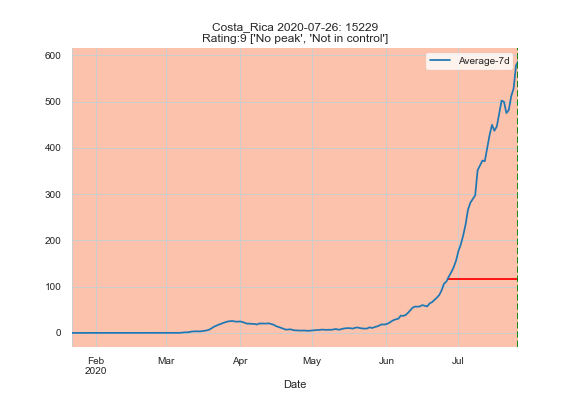 Costa_Rica 2020-07-26: 15229
Rating:9 ['No peak', 'Not in control']
Average-7d
600
500
400
300
200
100
0
Feb Mar Apr May Jun Jul
2020
Date